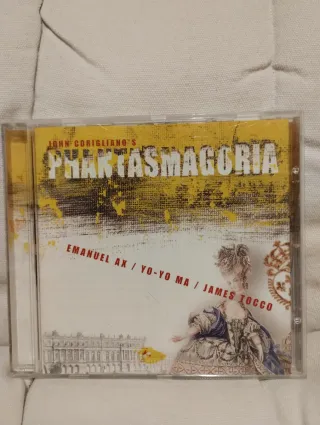 JOHN CORIGLIANO'S
PHANTASMAGORIA
EMANUEL AX / YO-YO MA / JAMES TOCCO